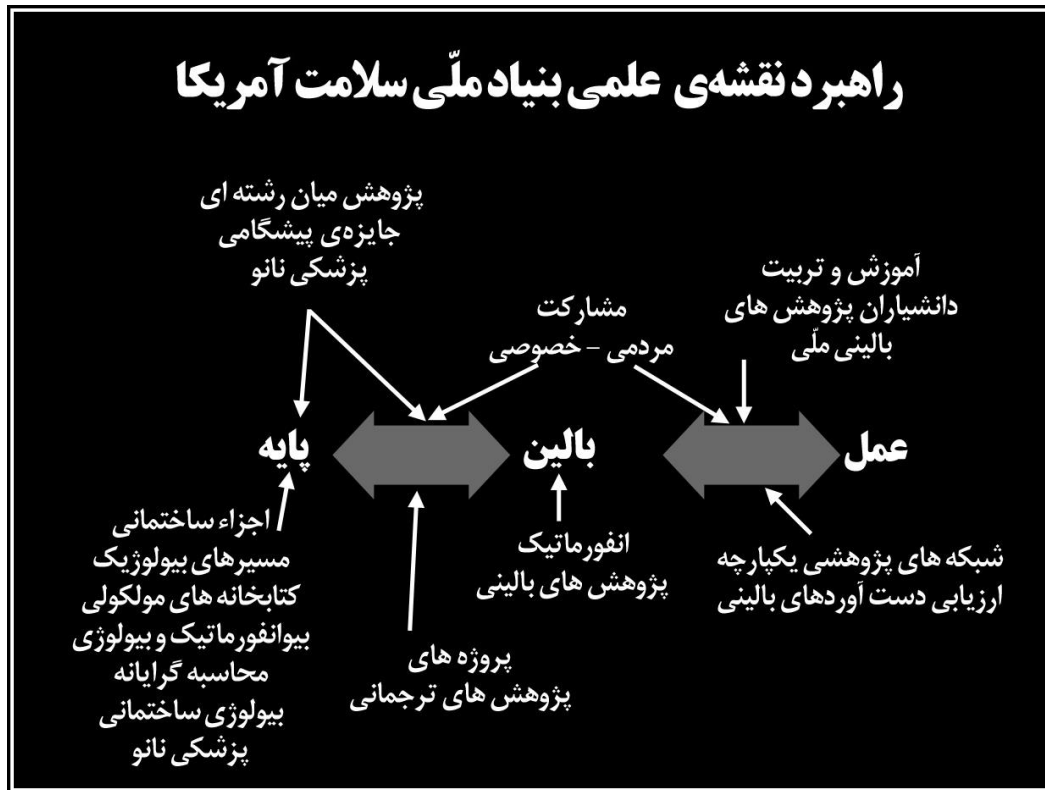 راهبرد نقشه‌ی علمی بنیاد ملّی سلامت آمریکا
پژوهش میان رشته ای
جایزه‌ی پیشگامی
پزشکی نانو
مشارکت
مردمی – خصوصی
آموزش و تربیت
دانشیاران پژوهش های
بالینی ملّی
عمل
بالین
پایه
شبکه های پژوهشی یکپارچه
ارزیابی دست آوردهای بالینی
انفورماتیک
پژوهش های بالینی
پروژه های
پژوهش های ترجمانی
اجزاء ساختمانی
مسیرهای بیولوژیک
کتابخانه های مولکولی
بیوانفورماتیک و بیولوژی
محاسبه گرایانه
بیولوژی ساختمانی
پزشکی نانو